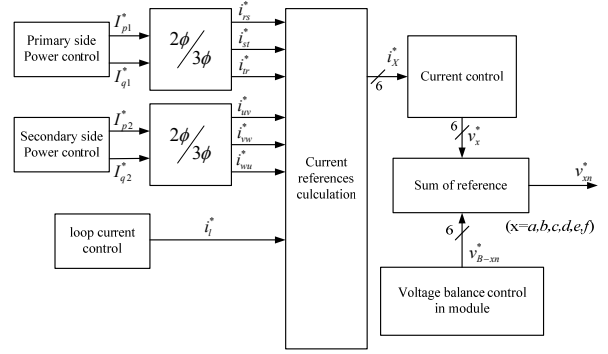 Primary side
Power control
I*p1
I*q1
2ϕ/3ϕ
i*rs
i*st
i*tr
Secondary side
Power control
I*p2
I*q2
2ϕ/3ϕ
i*uv
i*vw
i*wu
loop current
control
i*l
Current
references
culculation
i*X
6
Current control
6
v*x
Sum of reference
v*xn
(x=a,b,c,d,e,f)
6
v*B-xn
Voltage balance control
in module